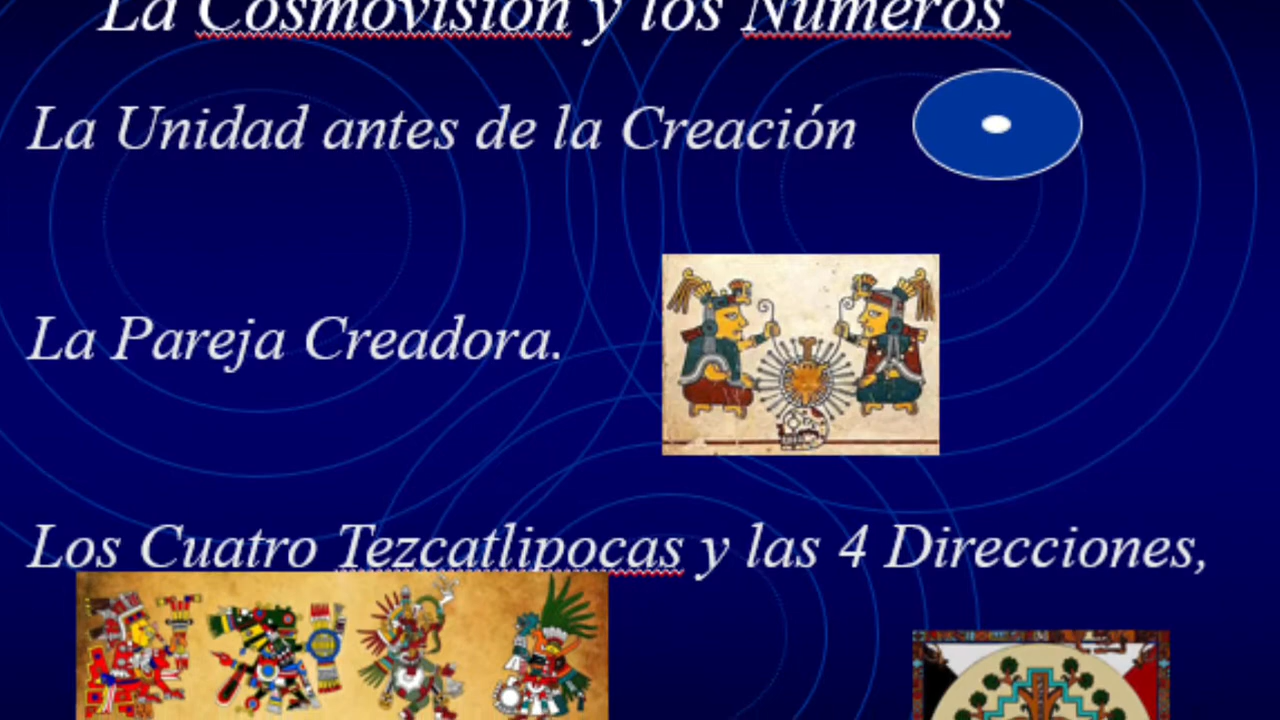 La Cosmovisión y los Números
La Unidad antes de la Creación
La Pareja Creadora.
Los Cuatro Tezcatlipocas y las 4 Direcciones,